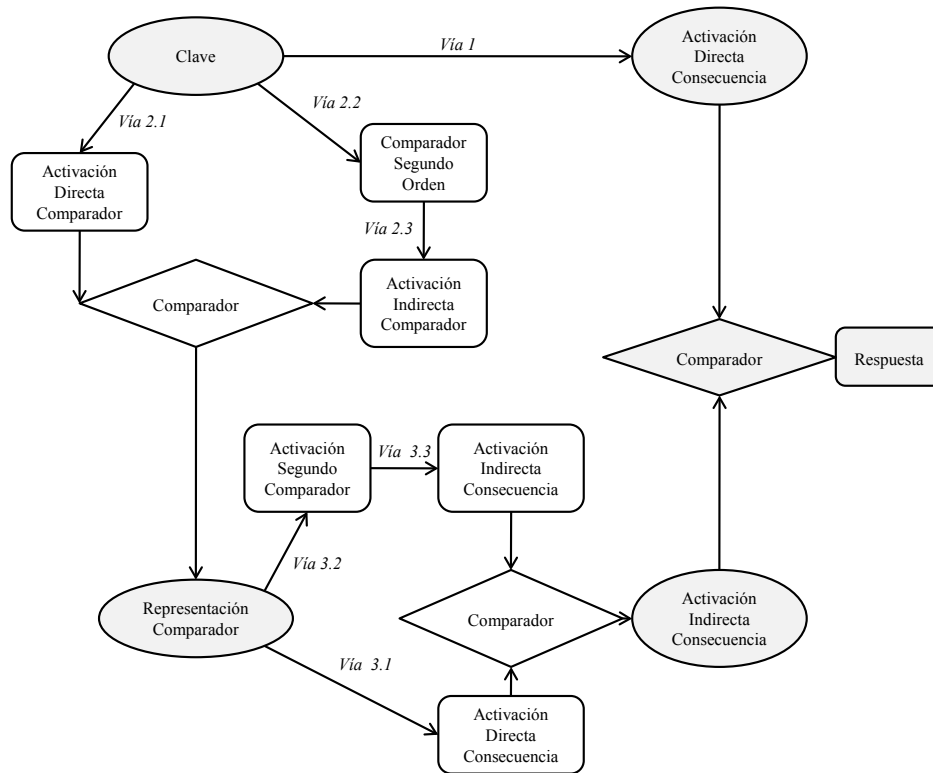 Vía 1
Clave
Activación
Directa
Consecuencia
Vía 2.2
Vía 2.1
Comparador
Segundo
Orden
Activación
Directa
Comparador
Vía 2.3
Activación
Indirecta
Comparador
Comparador
Comparador
Respuesta
Activación
Segundo
Comparador
Vía 3.3
Activación
Indirecta
Consecuencia
Vía 3.2
Representación
Comparador
Comparador
Activación
Indirecta
Consecuencia
Vía 3.1
Activación
Directa
Consecuencia